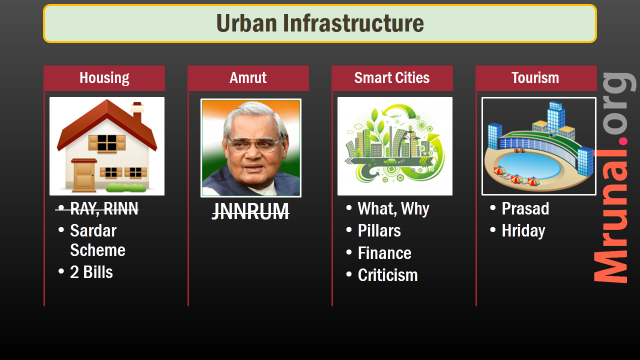 Urban Infrastructure
Housing
• RAY, RINN
• Sardar
Scheme
• 2 Bills
Amrut
JNNRUM
Smart Cities
• What, Why
• Pillars
• Finance
• Criticism
Tourism
• Prasad
• Hriday
Mrunal.org